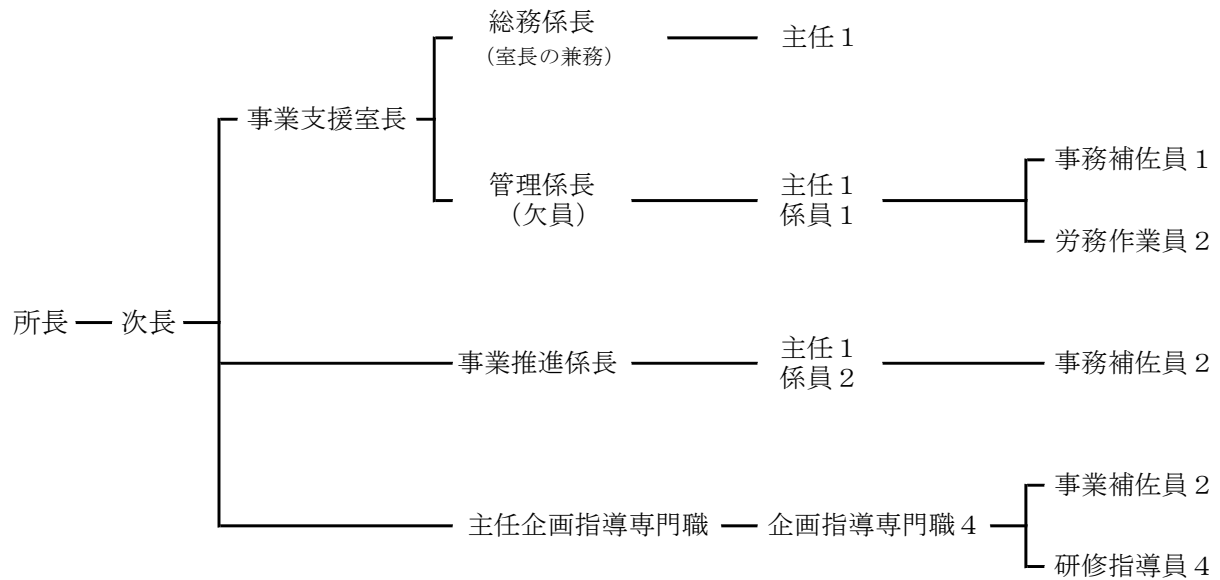 総務係長
（室長の兼務）
主任１
事業支援室長
管理係長
（欠員）
主任１
係員１
事務補佐員１
労務作業員２
所長
次長
事業推進係長
主任１
係員２
事務補佐員２
主任企画指導専門職
企画指導専門職４
事業補佐員２
研修指導員４